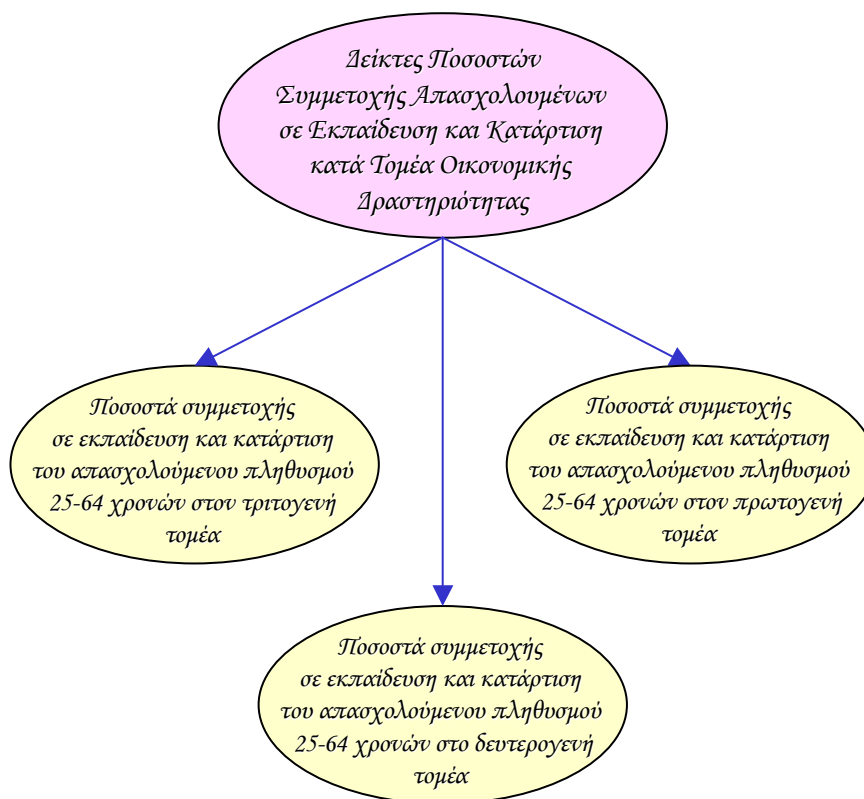 Δείκτες Ποσοστών
Συμμετοχής Απασχολουμένων
σε Εκπαίδευση και Κατάρτιση
κατά Τομέα Οικονομικής
Δραστηριότητας
Ποσοστά συμμετοχής
σε εκπαίδευση και κατάρτιση
του απασχολούμενου πληθυσμού
25-64 χρονών στον τριτογενή
τομέα
Ποσοστά συμμετοχής
σε εκπαίδευση και κατάρτιση
του απασχολούμενου πληθυσμού
25-64 χρονών στον πρωτογενή
τομέα
Ποσοστά συμμετοχής
σε εκπαίδευση και κατάρτιση
του απασχολούμενου πληθυσμού
25-64 χρονών στο δευτερογενή
τομέα